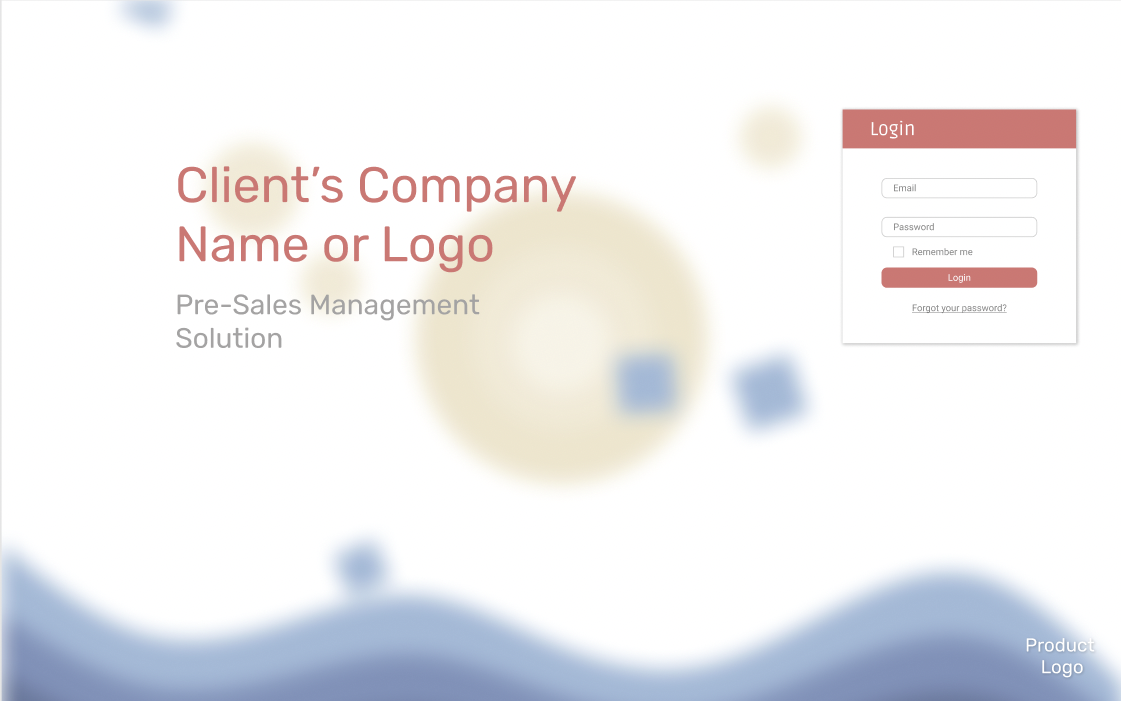 Client’s Company
Name or Logo
Pre-Sales Management
Solution
Login
Email
Password
Remember me
Login
Forgot your password?
Product
Logo